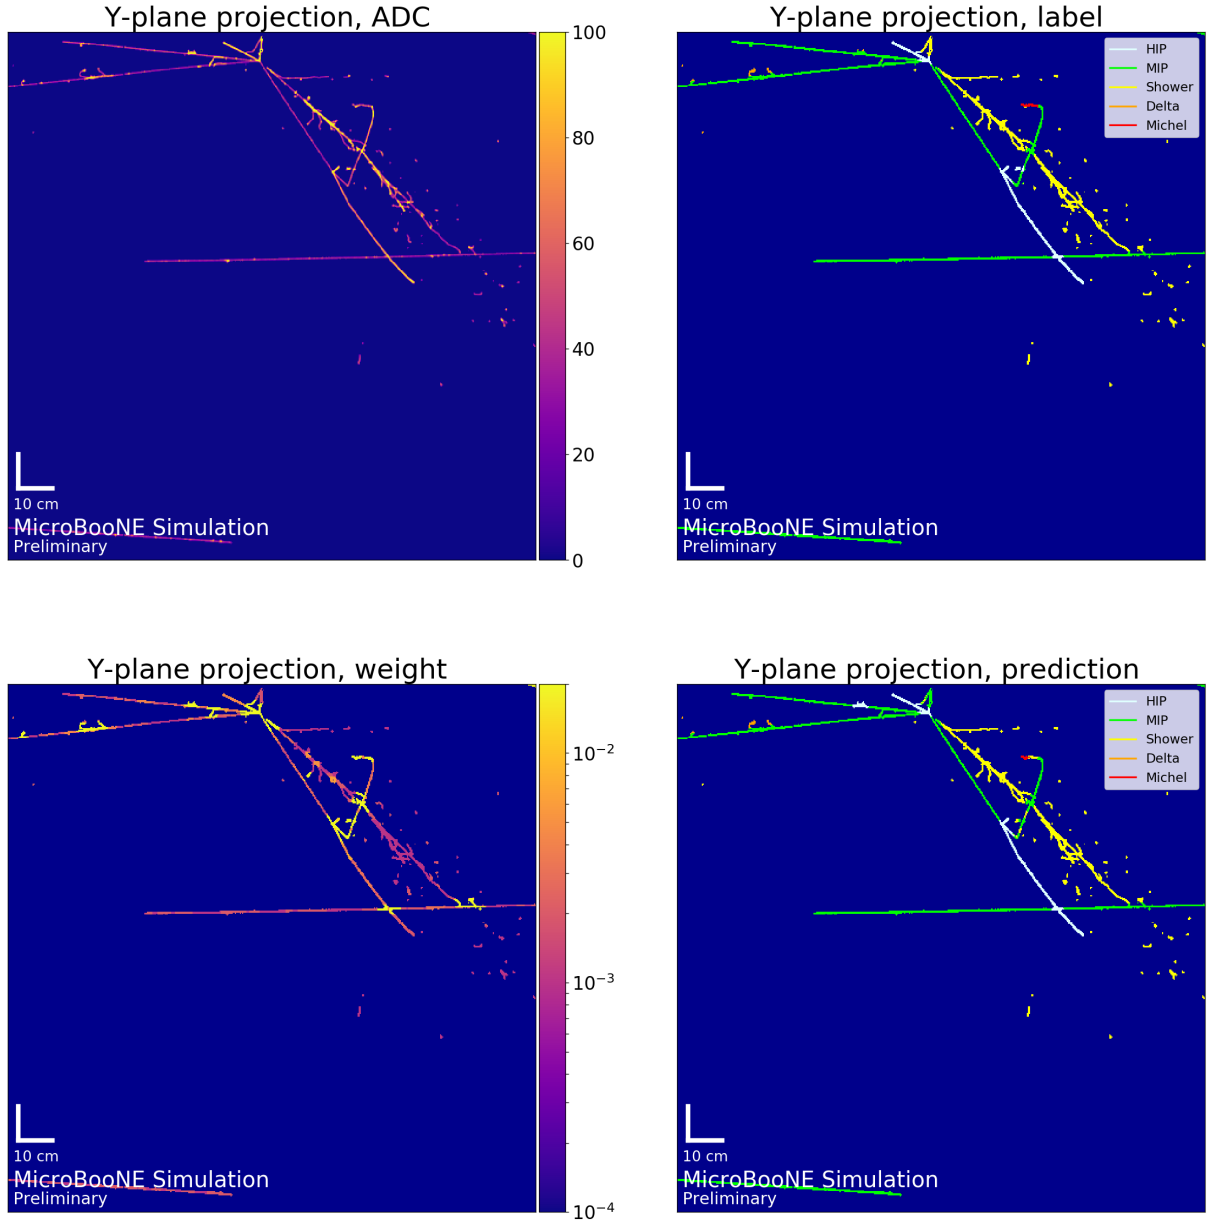 Y-plane projection, ADC
100
80
60
40
20
0
10 cm
MicroBooNE Simulation
Preliminary
Y-plane projection, label
HIP
MIP
Shower
Delta
Michel
10 cm
MicroBooNE Simulation
Preliminary
Y-plane projection, weight
10⁻²
10⁻³
10⁻⁴
10 cm
MicroBooNE Simulation
Preliminary
Y-plane projection, prediction
HIP
MIP
Shower
Delta
Michel
10 cm
MicroBooNE Simulation
Preliminary